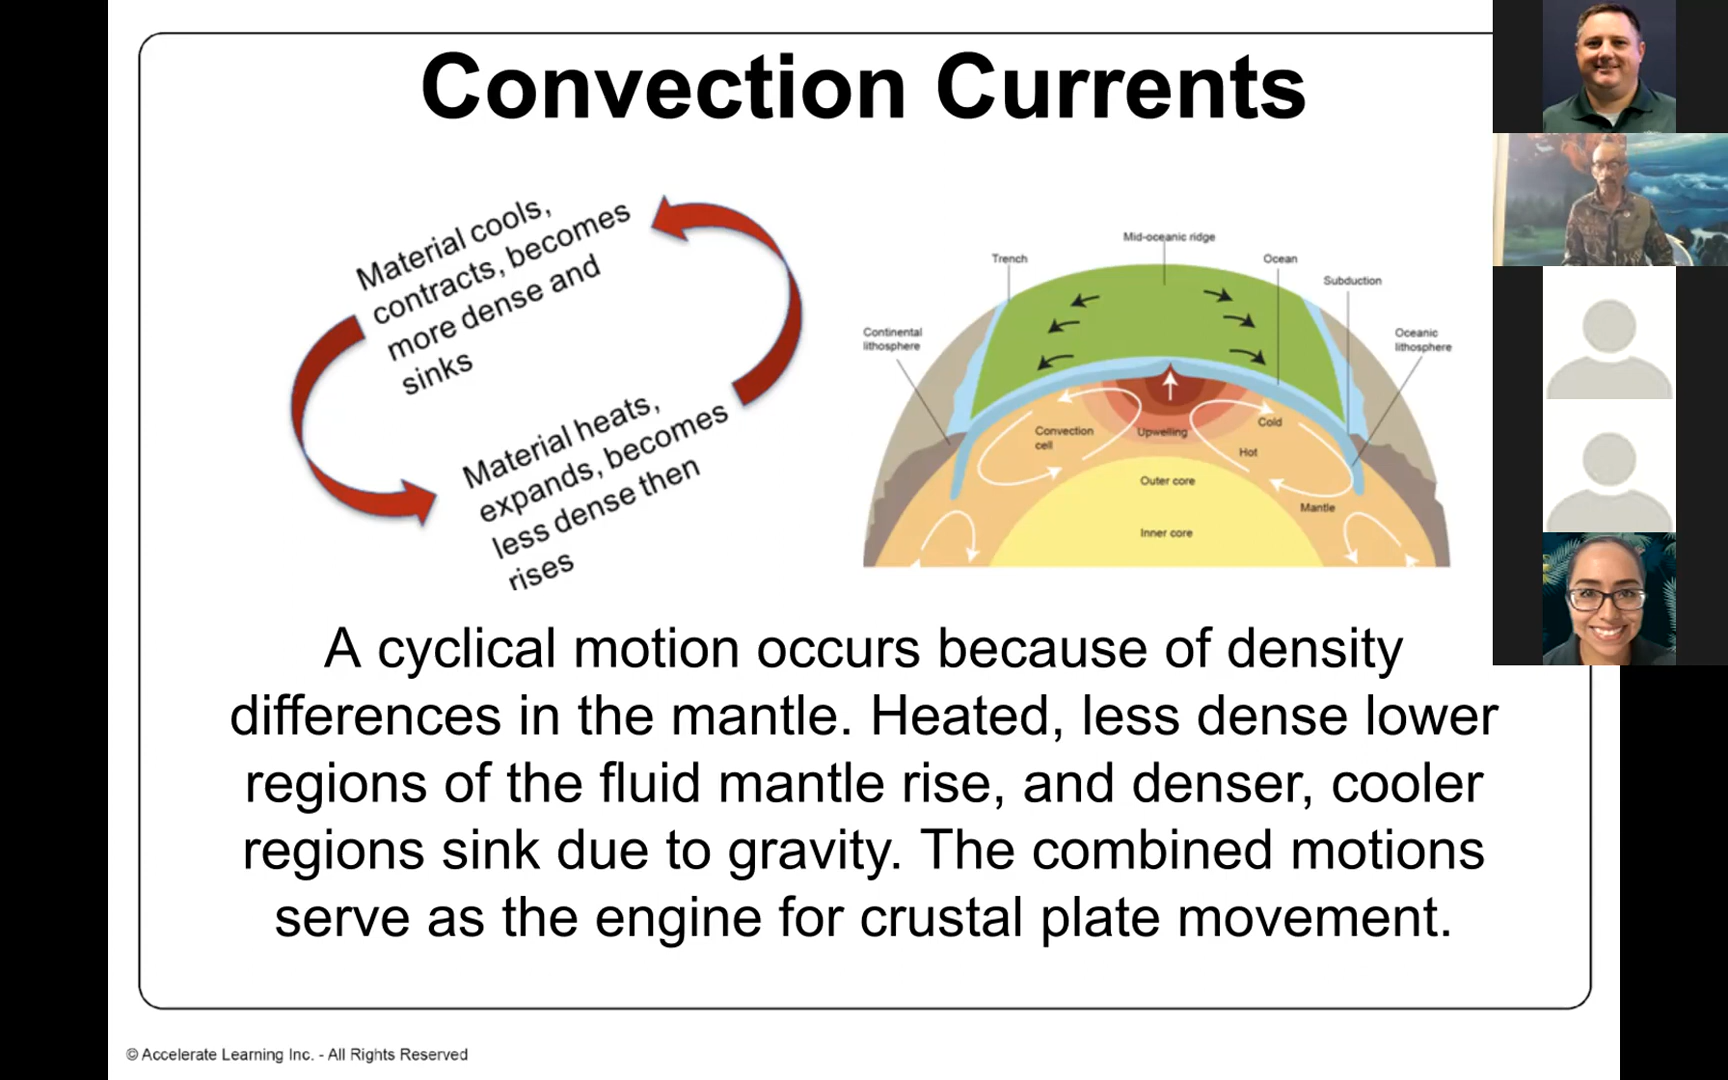 Convection Currents
Material cools,
contracts, becomes
more dense and
sinks
Material heats,
expands, becomes
less dense then
rises
Mid-oceanic ridge
Trench
Ocean
Subduction
Continental
lithosphere
Oceanic
lithosphere
Convection
cell
Upwelling
Cold
Hot
Outer core
Mantle
Inner core
A cyclical motion occurs because of density
differences in the mantle. Heated, less dense lower
regions of the fluid mantle rise, and denser, cooler
regions sink due to gravity. The combined motions
serve as the engine for crustal plate movement.
© Accelerate Learning Inc. - All Rights Reserved